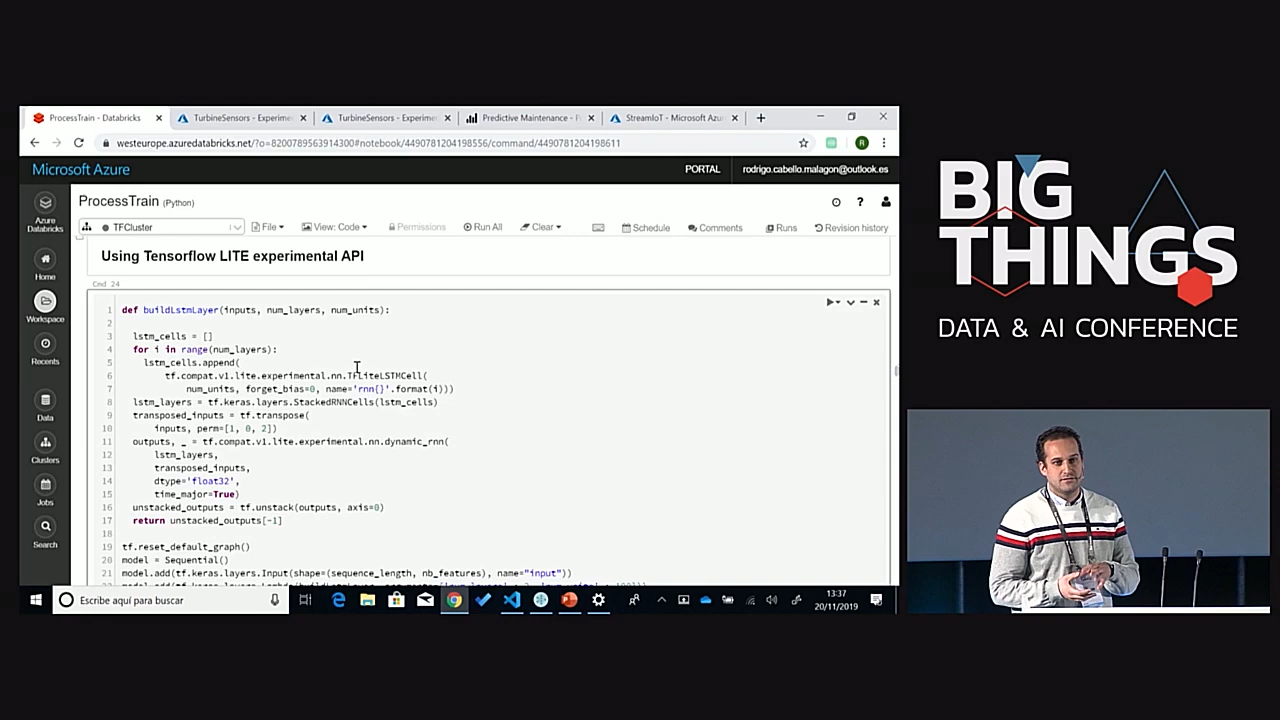 ProcessTrain - Databricks
TurbineSensors - Experime
TurbineSensors - Experime
Predictive Maintenance - P
StreamIoT - Microsoft Azur
westeurope.azuredatabricks.net/?o=8200789563914300#notebook/4490781204198556/command/4490781204198611
R
Microsoft Azure
PORTAL
rodrigo.cabello.malagon@outlook.es
Azure
Databricks
Home
Workspace
Recents
Data
Clusters
Jobs
Search
ProcessTrain (Python)
TFCluster
File
View: Code
Permissions
Run All
Clear
Schedule
Comments
Runs
Revision history
Using Tensorflow LITE experimental API
Cmd 24
1 def buildLstmLayer(inputs, num_layers, num_units):
2
3 lstm_cells = []
4 for i in range(num_layers):
5 lstm_cells.append(
6 tf.compat.v1.lite.experimental.nn.TFLiteLSTMCell(
7 num_units, forget_bias=0, name='rnn{}'.format(i)))
8 lstm_layers = tf.keras.layers.StackedRNNCells(lstm_cells)
9 transposed_inputs = tf.transpose(
10 inputs, perm=[1, 0, 2])
11 outputs, _ = tf.compat.v1.lite.experimental.nn.dynamic_rnn(
12 lstm_layers,
13 transposed_inputs,
14 dtype='float32',
15 time_major=True)
16 unstacked_outputs = tf.unstack(outputs, axis=0)
17 return unstacked_outputs[-1]
18
19 tf.reset_default_graph()
20 model = Sequential()
21 model.add(tf.keras.layers.Input(shape=(sequence_length, nb_features), name="input"))
Escribe aquí para buscar
13:37
20/11/2019
BIG
THINGS
DATA & AI CONFERENCE